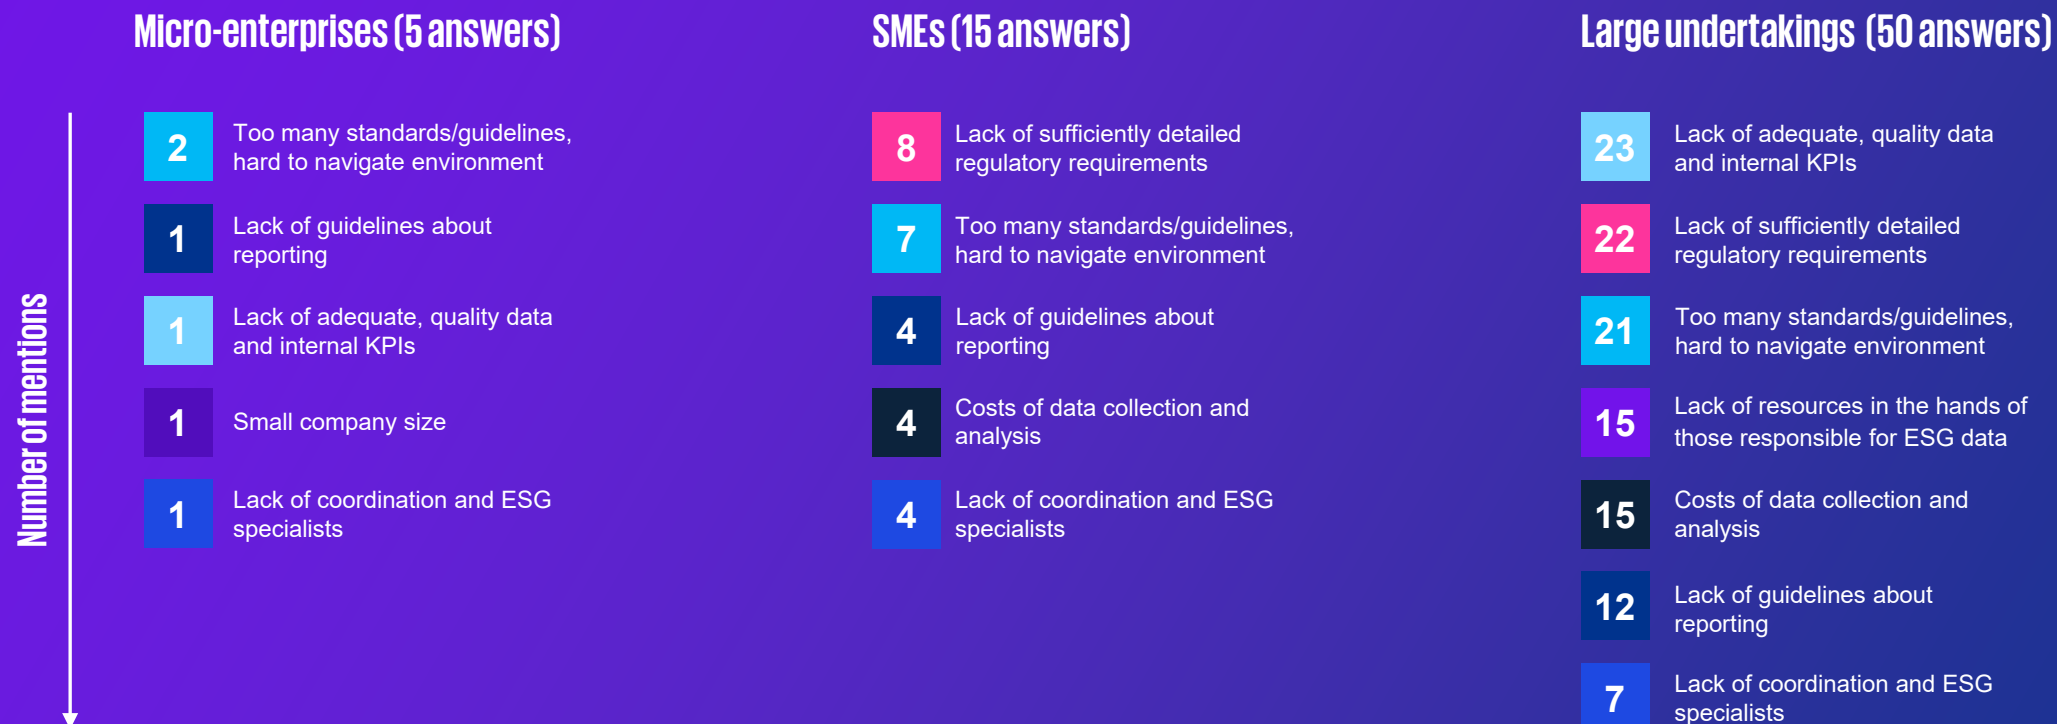 Micro-enterprises (5 answers)
2
Too many standards/guidelines,
hard to navigate environment
1
Lack of guidelines about
reporting
1
Lack of adequate, quality data
and internal KPIs
1
Small company size
1
Lack of coordination and ESG
specialists
SMEs (15 answers)
8
Lack of sufficiently detailed
regulatory requirements
7
Too many standards/guidelines,
hard to navigate environment
4
Lack of guidelines about
reporting
4
Costs of data collection and
analysis
4
Lack of coordination and ESG
specialists
Large undertakings (50 answers)
23
Lack of adequate, quality data
and internal KPIs
22
Lack of sufficiently detailed
regulatory requirements
21
Too many standards/guidelines,
hard to navigate environment
15
Lack of resources in the hands of
those responsible for ESG data
15
Costs of data collection and
analysis
12
Lack of guidelines about
reporting
7
Lack of coordination and ESG
specialists
Number of mentions